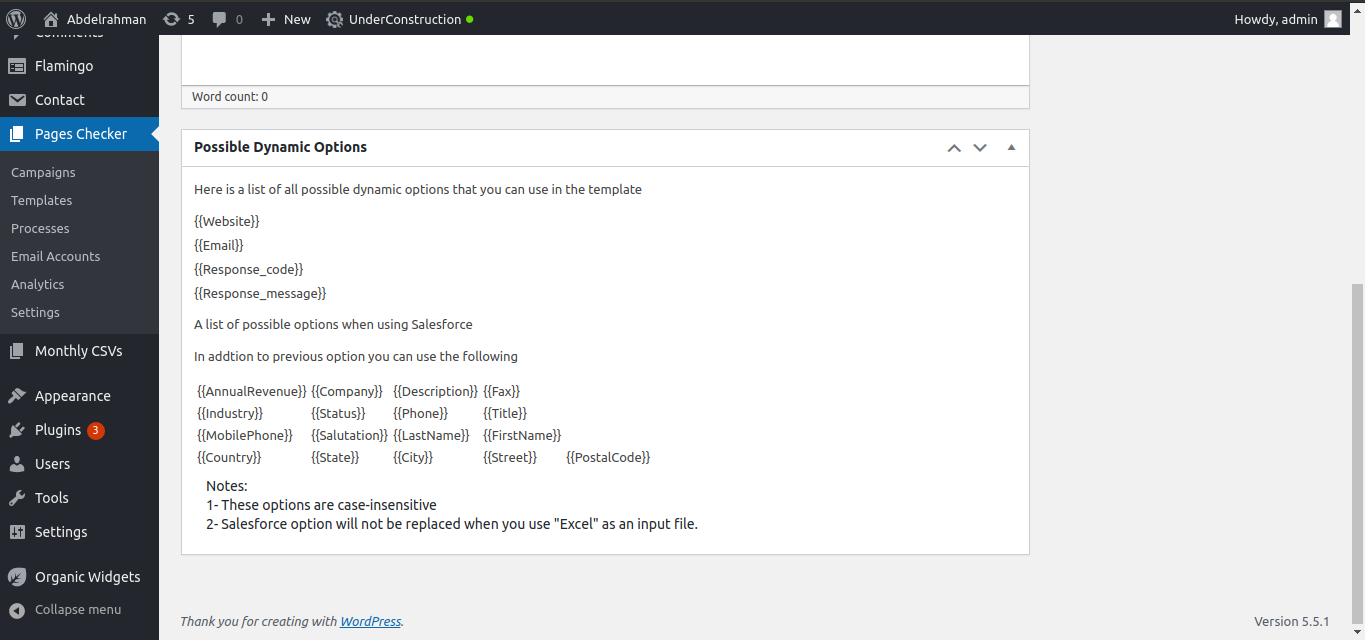 Abdelrahman 5 0 New UnderConstruction Howdy, admin
Comments
Flamingo
Contact
Pages Checker
Campaigns
Templates
Processes
Email Accounts
Analytics
Settings
Monthly CSVs
Appearance
Plugins 3
Users
Tools
Settings
Organic Widgets
Collapse menu
Word count: 0
Possible Dynamic Options
Here is a list of all possible dynamic options that you can use in the template
{{Website}}
{{Email}}
{{Response_code}}
{{Response_message}}
A list of possible options when using Salesforce
In addtion to previous option you can use the following
{{AnnualRevenue}} {{Company}} {{Description}} {{Fax}}
{{Industry}} {{Status}} {{Phone}} {{Title}}
{{MobilePhone}} {{Salutation}} {{LastName}} {{FirstName}}
{{Country}} {{State}} {{City}} {{Street}} {{PostalCode}}
Notes:
1- These options are case-insensitive
2- Salesforce option will not be replaced when you use "Excel" as an input file.
Thank you for creating with WordPress. Version 5.5.1